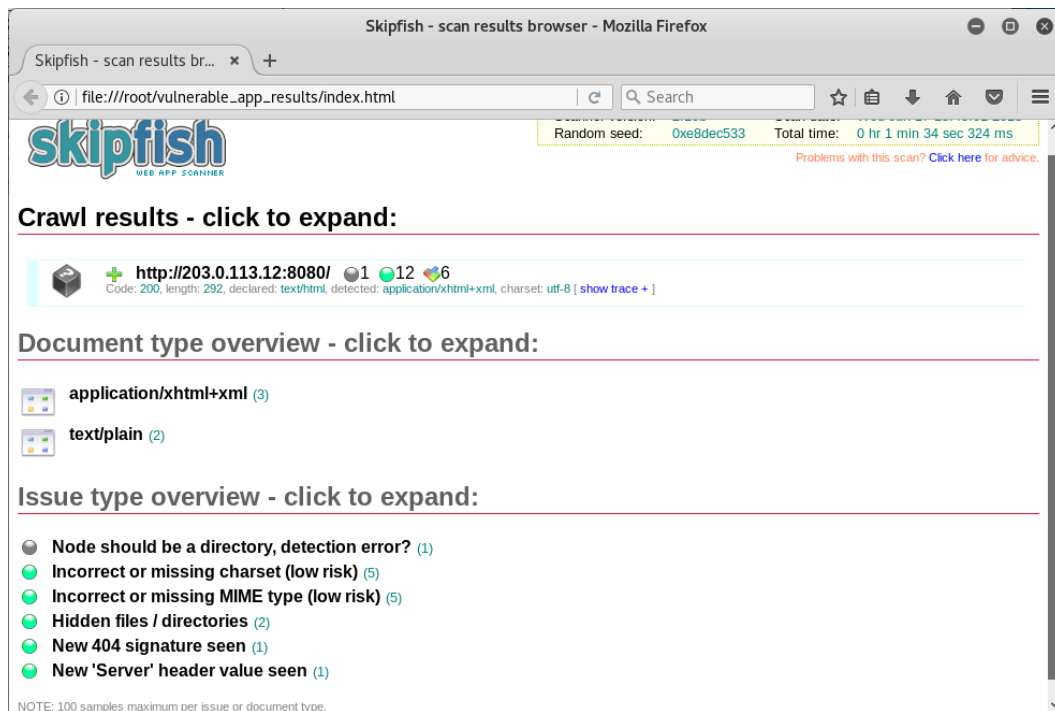 Skipfish - scan results browser - Mozilla Firefox
Skipfish - scan results br... × +
file:///root/vulnerable_app_results/index.html
Search
skipfish
WEB APP SCANNER
Random seed: 0xe8dec533 Total time: 0 hr 1 min 34 sec 324 ms
Problems with this scan? Click here for advice.
Crawl results - click to expand:
http://203.0.113.12:8080/ 1 12 6
Code: 200, length: 292, declared: text/html, detected: application/xhtml+xml, charset: utf-8 [ show trace + ]
Document type overview - click to expand:
application/xhtml+xml (3)
text/plain (2)
Issue type overview - click to expand:
Node should be a directory, detection error? (1)
Incorrect or missing charset (low risk) (5)
Incorrect or missing MIME type (low risk) (5)
Hidden files / directories (2)
New 404 signature seen (1)
New 'Server' header value seen (1)
NOTE: 100 samples maximum per issue or document type.